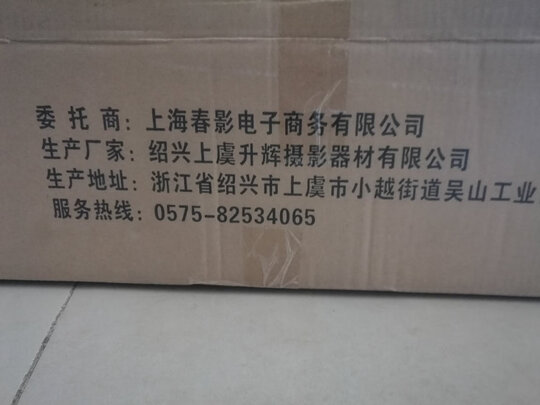 委托商：上海春影电子商务有限公司
生产厂家：绍兴上虞升辉摄影器材有限公司
生产地址：浙江省绍兴市上虞市小越街道吴山工业
服务热线：0575-82534065